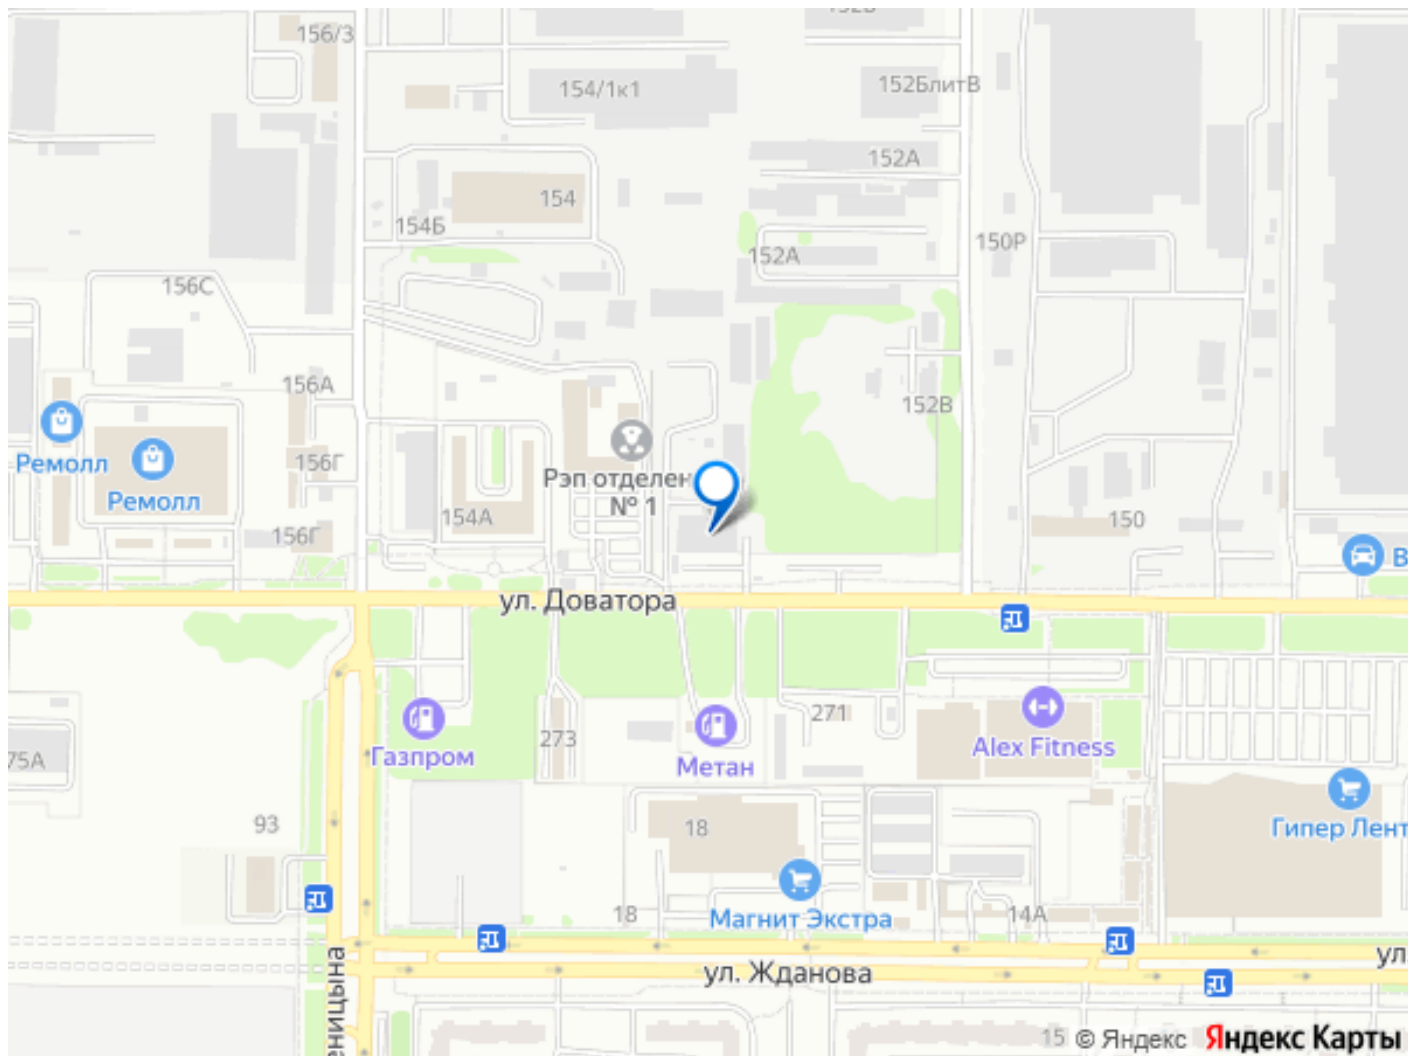 156/3
154/1к1
152БлитВ
152А
154
154Б
150Р
152А
156С
156А
152В
Ремолл
Ремолл
156Г
Рэп отделен
№ 1
154А
150
156Г
В
ул. Доватора
271
Газпром
273
Метан
Alex Fitness
75А
93
18
Гипер Лент
18
Магнит Экстра
14А
ул. Жданова
ул.
еницына
15
© Яндекс
Яндекс Карты